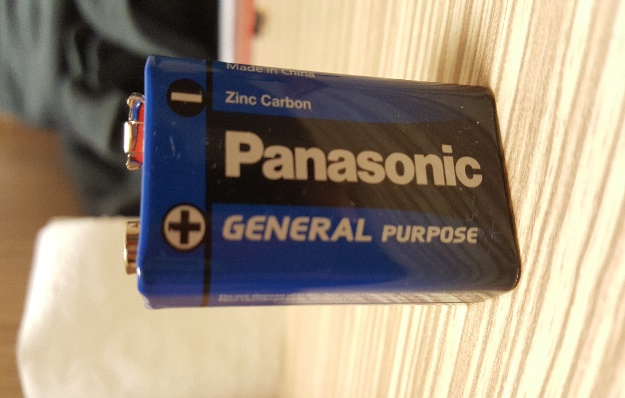 Made in China
Zinc Carbon
Panasonic
GENERAL PURPOSE